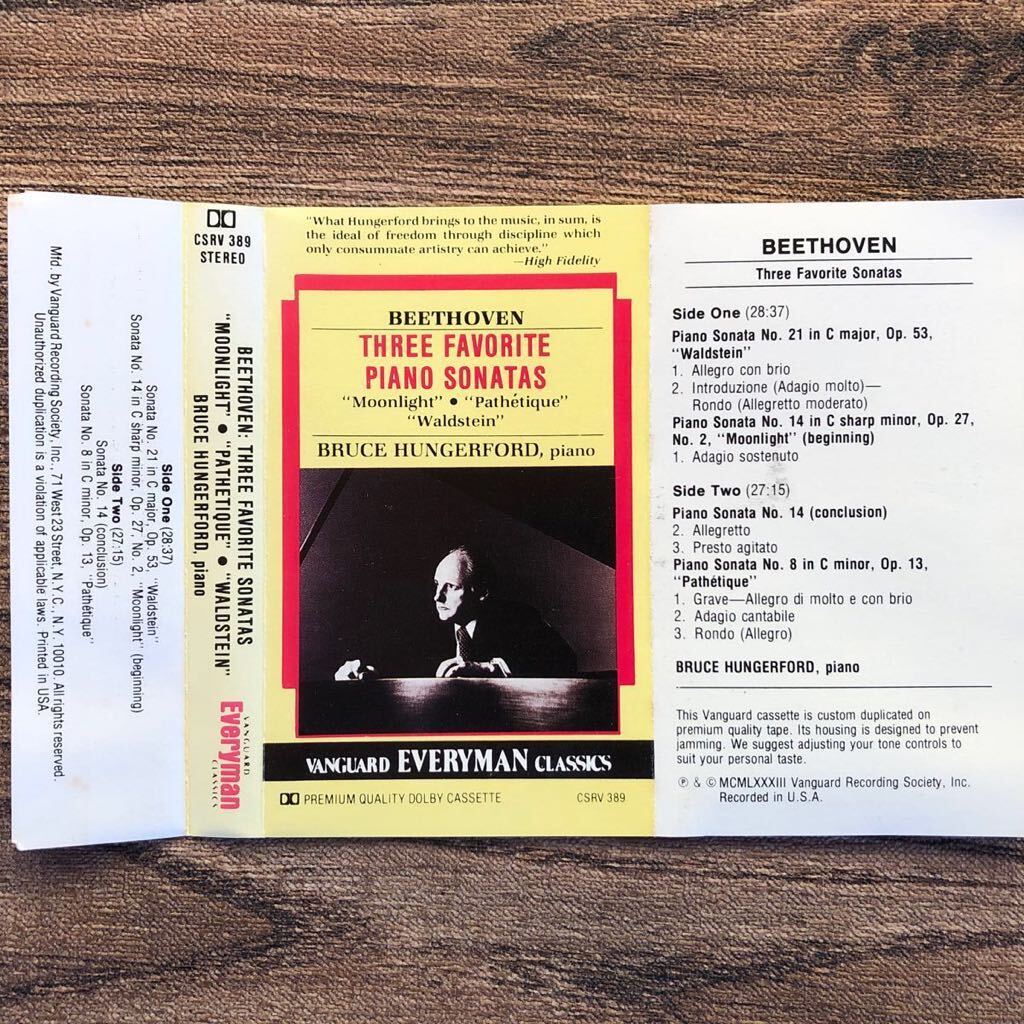 Mfd. by Vanguard Recording Society, Inc., 71 West 23 Street, N.Y.C., N.Y. 10010. All rights reserved.
Unauthorized duplication is a violation of applicable laws. Printed in USA.
Side One (28:37)
Sonata No. 21 in C major, Op. 53, "Waldstein"
Sonata No. 14 in C sharp minor, Op. 27, No. 2, "Moonlight" (beginning)
Side Two (27:15)
Sonata No. 14 (conclusion)
Sonata No. 8 in C minor, Op. 13, "Pathétique"
CSRV 389
STEREO
BEETHOVEN: THREE FAVORITE SONATAS
"MOONLIGHT" • "PATHETIQUE" • "WALDSTEIN"
BRUCE HUNGERFORD, piano
VANGUARD
Everyman
CLASSICS
"What Hungerford brings to the music, in sum, is
the ideal of freedom through discipline which
only consummate artistry can achieve."
—High Fidelity
BEETHOVEN
THREE FAVORITE
PIANO SONATAS
"Moonlight" • "Pathétique"
"Waldstein"
BRUCE HUNGERFORD, piano
VANGUARD EVERYMAN CLASSICS
PREMIUM QUALITY DOLBY CASSETTE CSRV 389
BEETHOVEN
Three Favorite Sonatas
Side One (28:37)
Piano Sonata No. 21 in C major, Op. 53,
"Waldstein"
1. Allegro con brio
2. Introduzione (Adagio molto)—
Rondo (Allegretto moderato)
Piano Sonata No. 14 in C sharp minor, Op. 27,
No. 2, "Moonlight" (beginning)
1. Adagio sostenuto
Side Two (27:15)
Piano Sonata No. 14 (conclusion)
2. Allegretto
3. Presto agitato
Piano Sonata No. 8 in C minor, Op. 13,
"Pathétique"
1. Grave—Allegro di molto e con brio
2. Adagio cantabile
3. Rondo (Allegro)
BRUCE HUNGERFORD, piano
This Vanguard cassette is custom duplicated on
premium quality tape. Its housing is designed to prevent
jamming. We suggest adjusting your tone controls to
suit your personal taste.
℗ & © MCMLXXXIII Vanguard Recording Society, Inc.
Recorded in U.S.A.